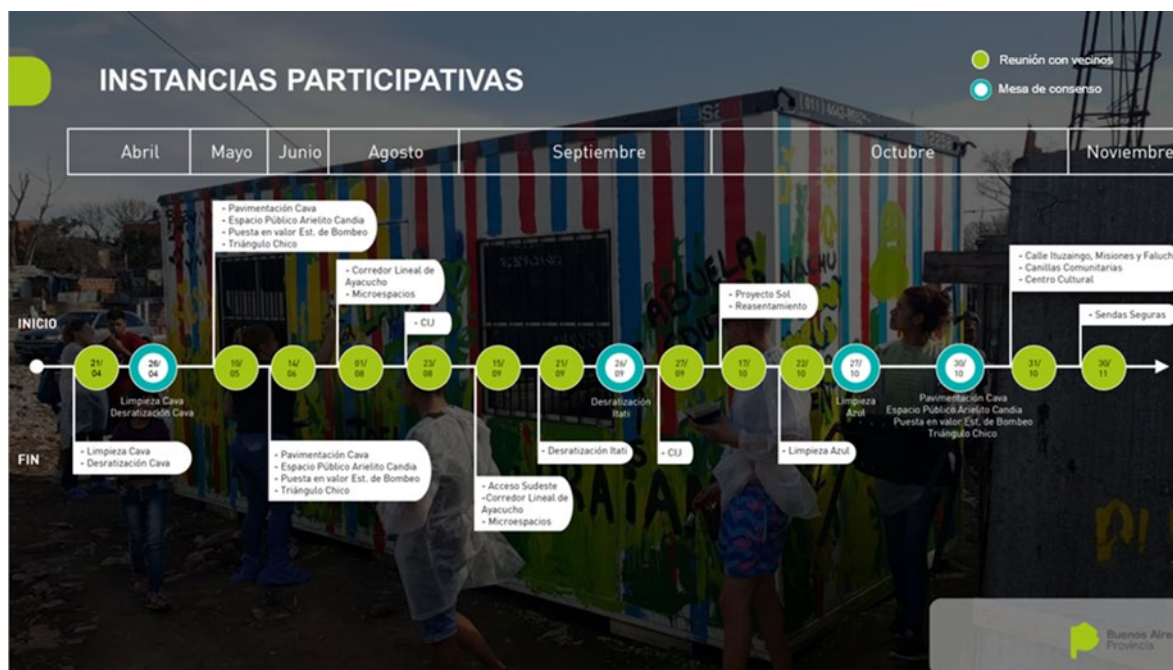 INSTANCIAS PARTICIPATIVAS
Reunión con vecinos
Mesa de consenso
Abril
Mayo
Junio
Agosto
Septiembre
Octubre
Noviembre
- Pavimentación Cava
- Espacio Público Arielito Candia
- Puesta en valor Est. de Bombeo
- Triángulo Chico
- Corredor Lineal de
Ayacucho
- Microespacios
- CIJ
- Proyecto Sol
- Reasentamiento
- Calle Ituzaingo, Misiones y Faluch
- Canillas Comunitarias
- Centro Cultural
- Sendas Seguras
INICIO
21/
04
26/
04
10/
05
14/
06
01/
08
23/
08
15/
09
21/
09
26/
09
27/
09
17/
10
22/
10
27/
10
30/
10
31/
10
30/
11
Limpieza Cava
Desratización Cava
Desratización
Itati
Limpieza
Azul
Pavimentación Cava
Espacio Público Arielito Candia
Puesta en valor Est. de Bombeo
Triángulo Chico
FIN
- Limpieza Cava
- Desratización Cava
- Pavimentación Cava
- Espacio Público Arielito Candia
- Puesta en valor Est. de Bombeo
- Triángulo Chico
- Acceso Sudeste
-Corredor Lineal de
Ayacucho
- Microespacios
- Desratización Itati
- CIJ
- Limpieza Azul
ABUELA
Buenos Aire
Provincia